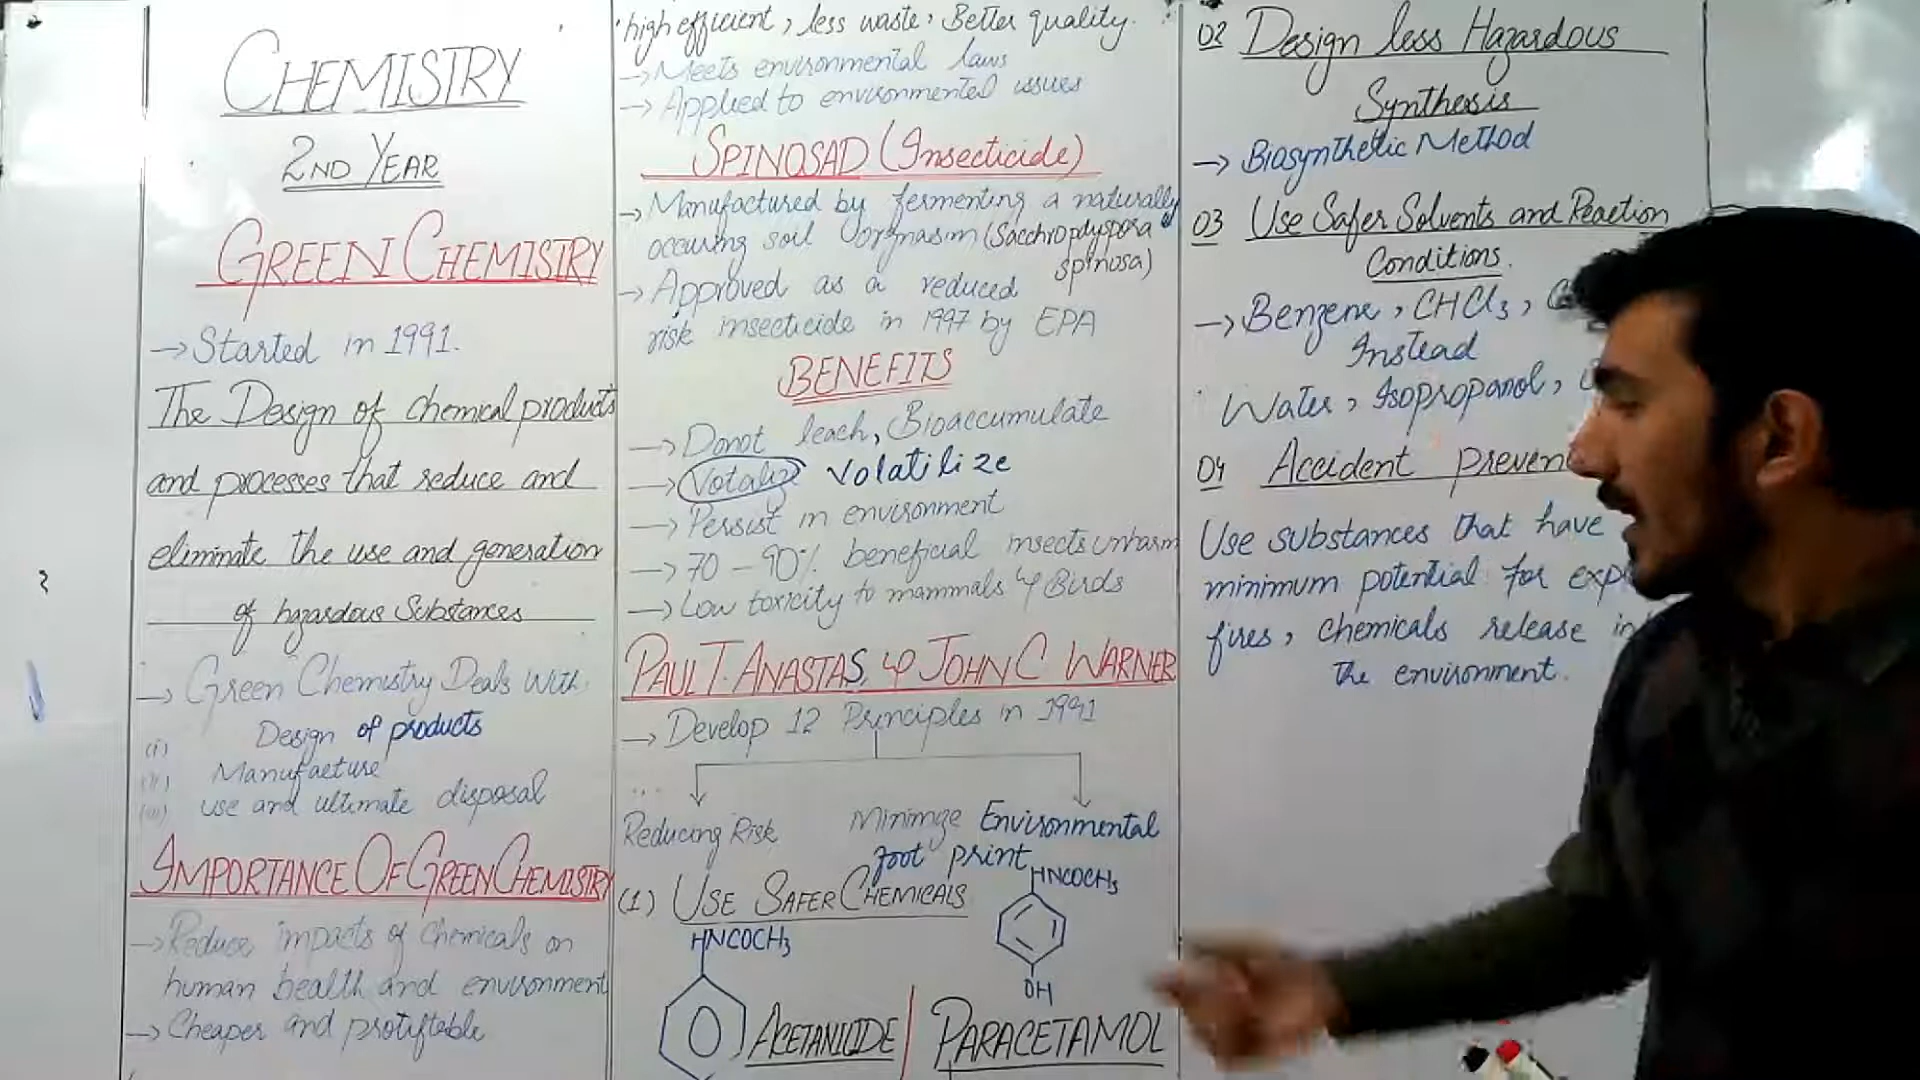 CHEMISTRY
2ND YEAR
GREEN CHEMISTRY
→ Started in 1991.
The Design of chemical products
and processes that reduce and
eliminate the use and generation
of hazardous Substances
→ Green Chemistry Deals With
(i) Design of products
(ii) Manufacture
(iii) use and ultimate disposal
IMPORTANCE OF GREEN CHEMISTRY
→ Reduce impacts of Chemicals on
human health and environment
→ Cheaper and protiftable
high efficient, less waste, Better quality.
→ Meets environmental laws
→ Applied to environmental issues
SPINOSAD (Insecticide)
→ Manufactured by fermenting a naturally
occuring soil orgnasim (Sacchropdyspora
spinosa)
→ Approved as a reduced
risk insecticide in 1997 by EPA
BENEFITS
→ Donot leach, Bioaccumulate
→ Votalize Volatilize
→ Persist in environment
→ 70 – 90% beneficial insects unharm
→ Low toxicity to mammals & Birds
PAUL T. ANASTAS, & JOHN C WARNER
→ Develop 12 Principles in 1991
Reducing Risk
Minimize Environmental
foot print
(1) USE SAFER CHEMICALS
HNCOCH3
HNCOCH3
OH
ACETANILIDE / PARACETAMOL
02 Design less Hazardous
Synthesis
→ Biosynthetic Method
03 Use Safer Solvents and Reaction
Conditions.
→ Benzene, CHCl3,
Instead
Water, Isopropanol,
04 Accident preven
Use substances that have
minimum potential for exp
fires, chemicals release in
the environment.